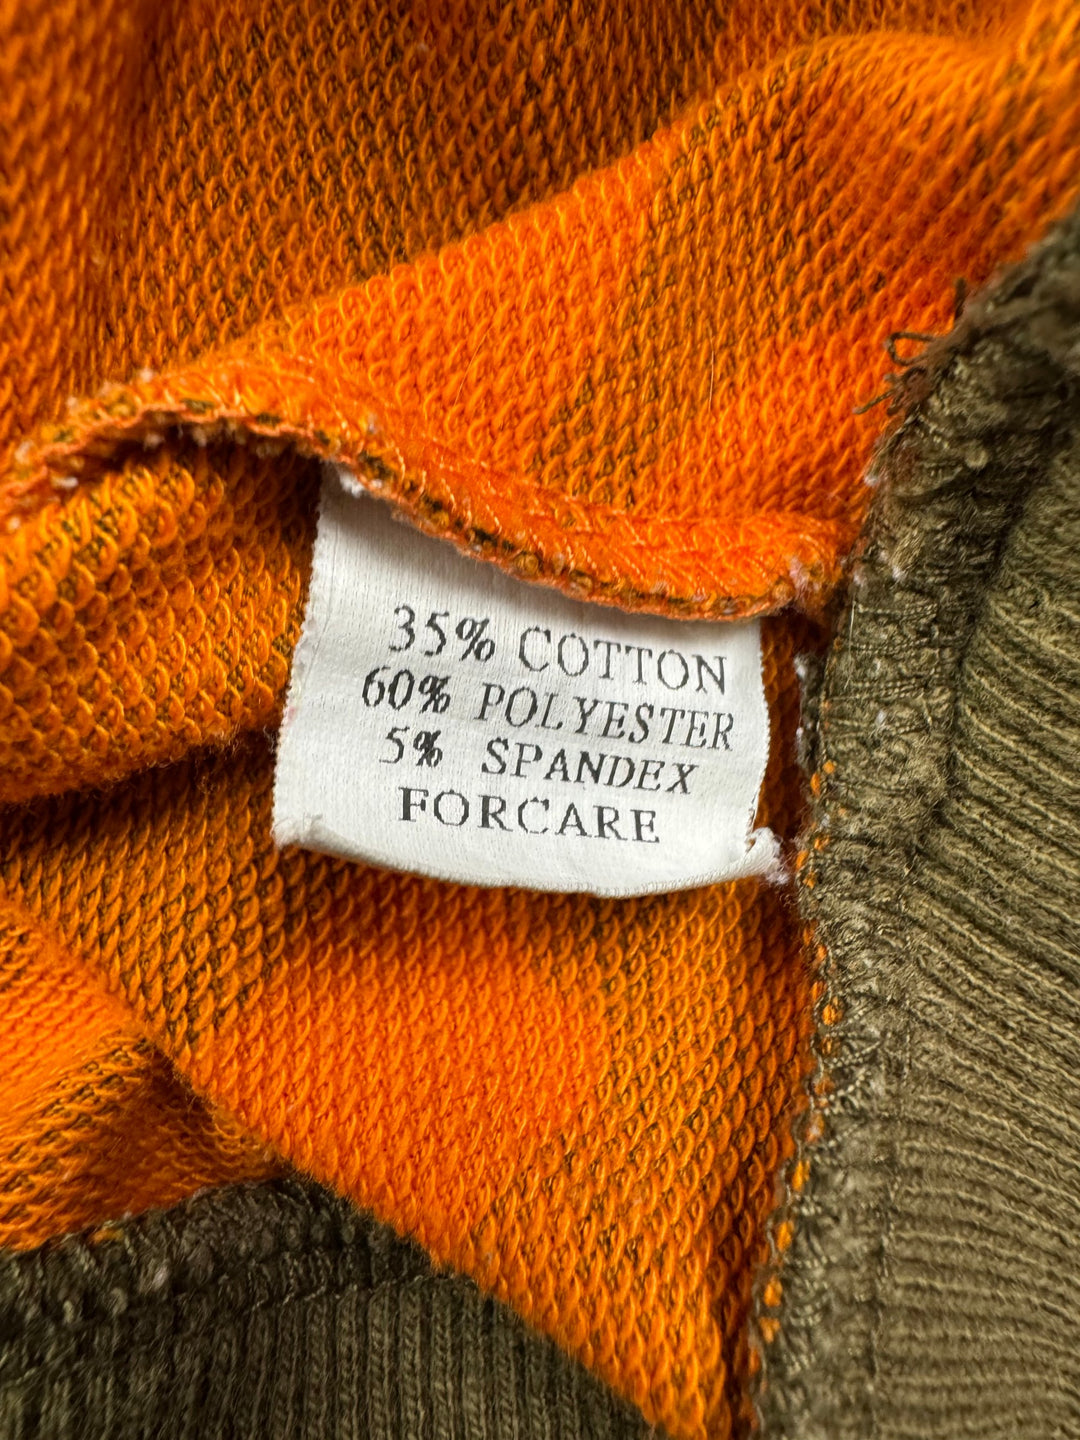 35% COTTON
60% POLYESTER
5% SPANDEX
FORCARE